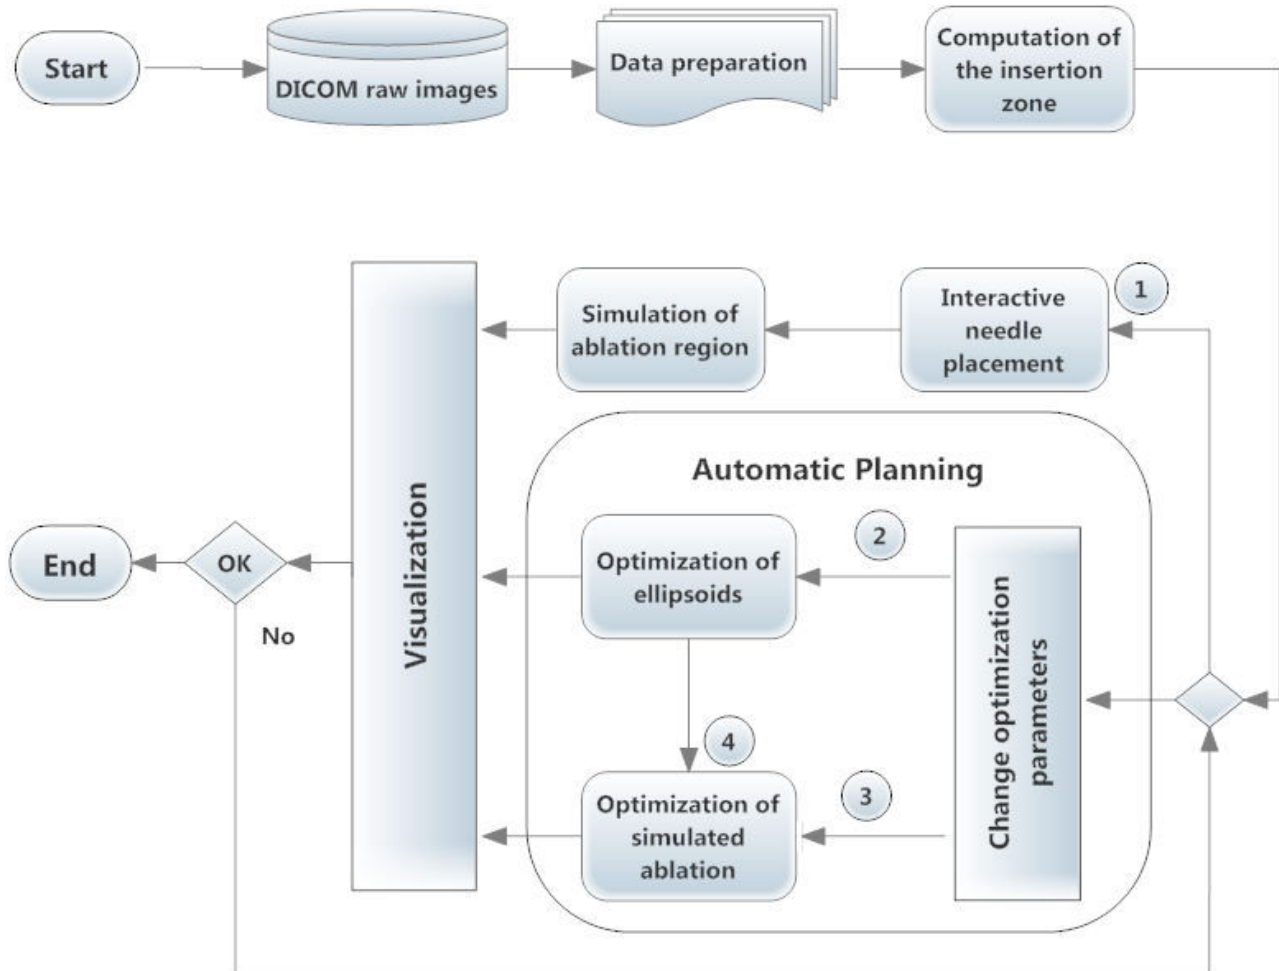 Start
DICOM raw images
Data preparation
Computation of
the insertion
zone
Simulation of
ablation region
Interactive
needle
placement
1
Automatic Planning
Visualization
End
OK
No
Optimization of
ellipsoids
2
Change optimization
parameters
4
Optimization of
simulated
ablation
3